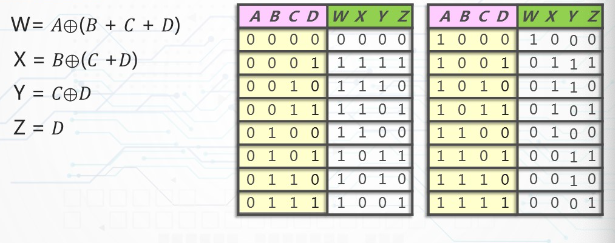 W= A⊕(B + C + D)
X = B⊕(C +D)
Y = C⊕D
Z = D
A B C D W X Y Z
0 0 0 0 0 0 0 0
0 0 0 1 1 1 1 1
0 0 1 0 1 1 1 0
0 0 1 1 1 1 0 1
0 1 0 0 1 1 0 0
0 1 0 1 1 0 1 1
0 1 1 0 1 0 1 0
0 1 1 1 1 0 0 1
A B C D W X Y Z
1 0 0 0 1 0 0 0
1 0 0 1 0 1 1 1
1 0 1 0 0 1 1 0
1 0 1 1 0 1 0 1
1 1 0 0 0 1 0 0
1 1 0 1 0 0 1 1
1 1 1 0 0 0 1 0
1 1 1 1 0 0 0 1